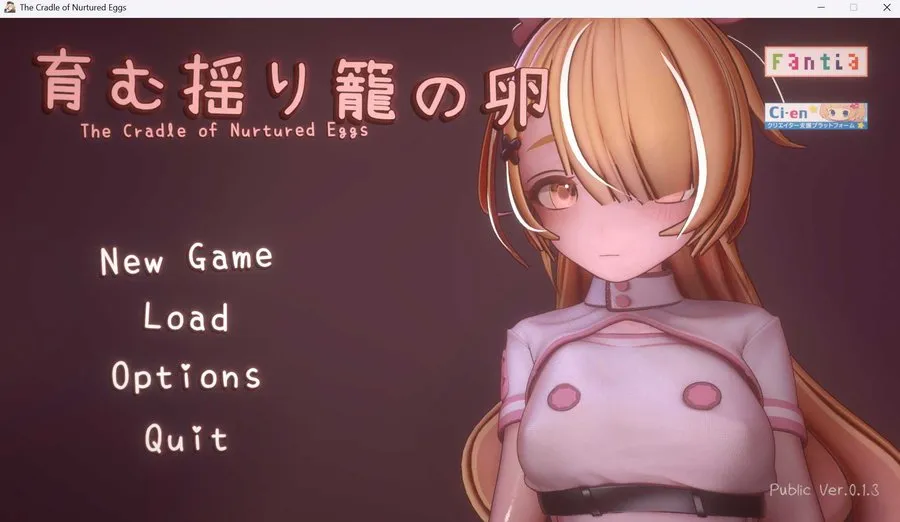 The Cradle of Nurtured Eggs
育む揺り籠の卵
The Cradle of Nurtured Eggs
Fantia
Ci-en
クリエイター支援プラットフォーム
New Game
Load
Options
Quit
Public Ver.0.1.3